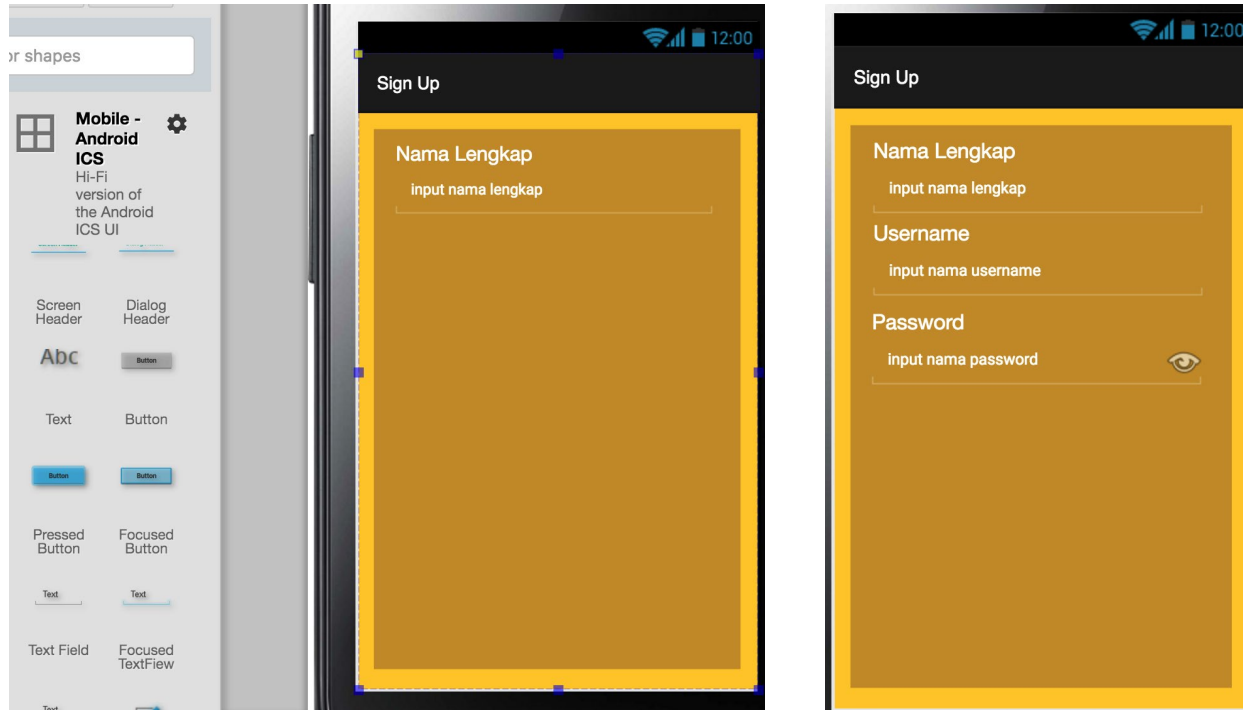 or shapes
Mobile -
Android
ICS
Hi-Fi
version of
the Android
ICS UI
Screen
Header
Dialog
Header
Abc
Button
Text
Button
Button
Button
Pressed
Button
Focused
Button
Text
Text
Text Field
Focused
TextFiew
Text
12:00
Sign Up
Nama Lengkap
input nama lengkap
12:00
Sign Up
Nama Lengkap
input nama lengkap
Username
input nama username
Password
input nama password